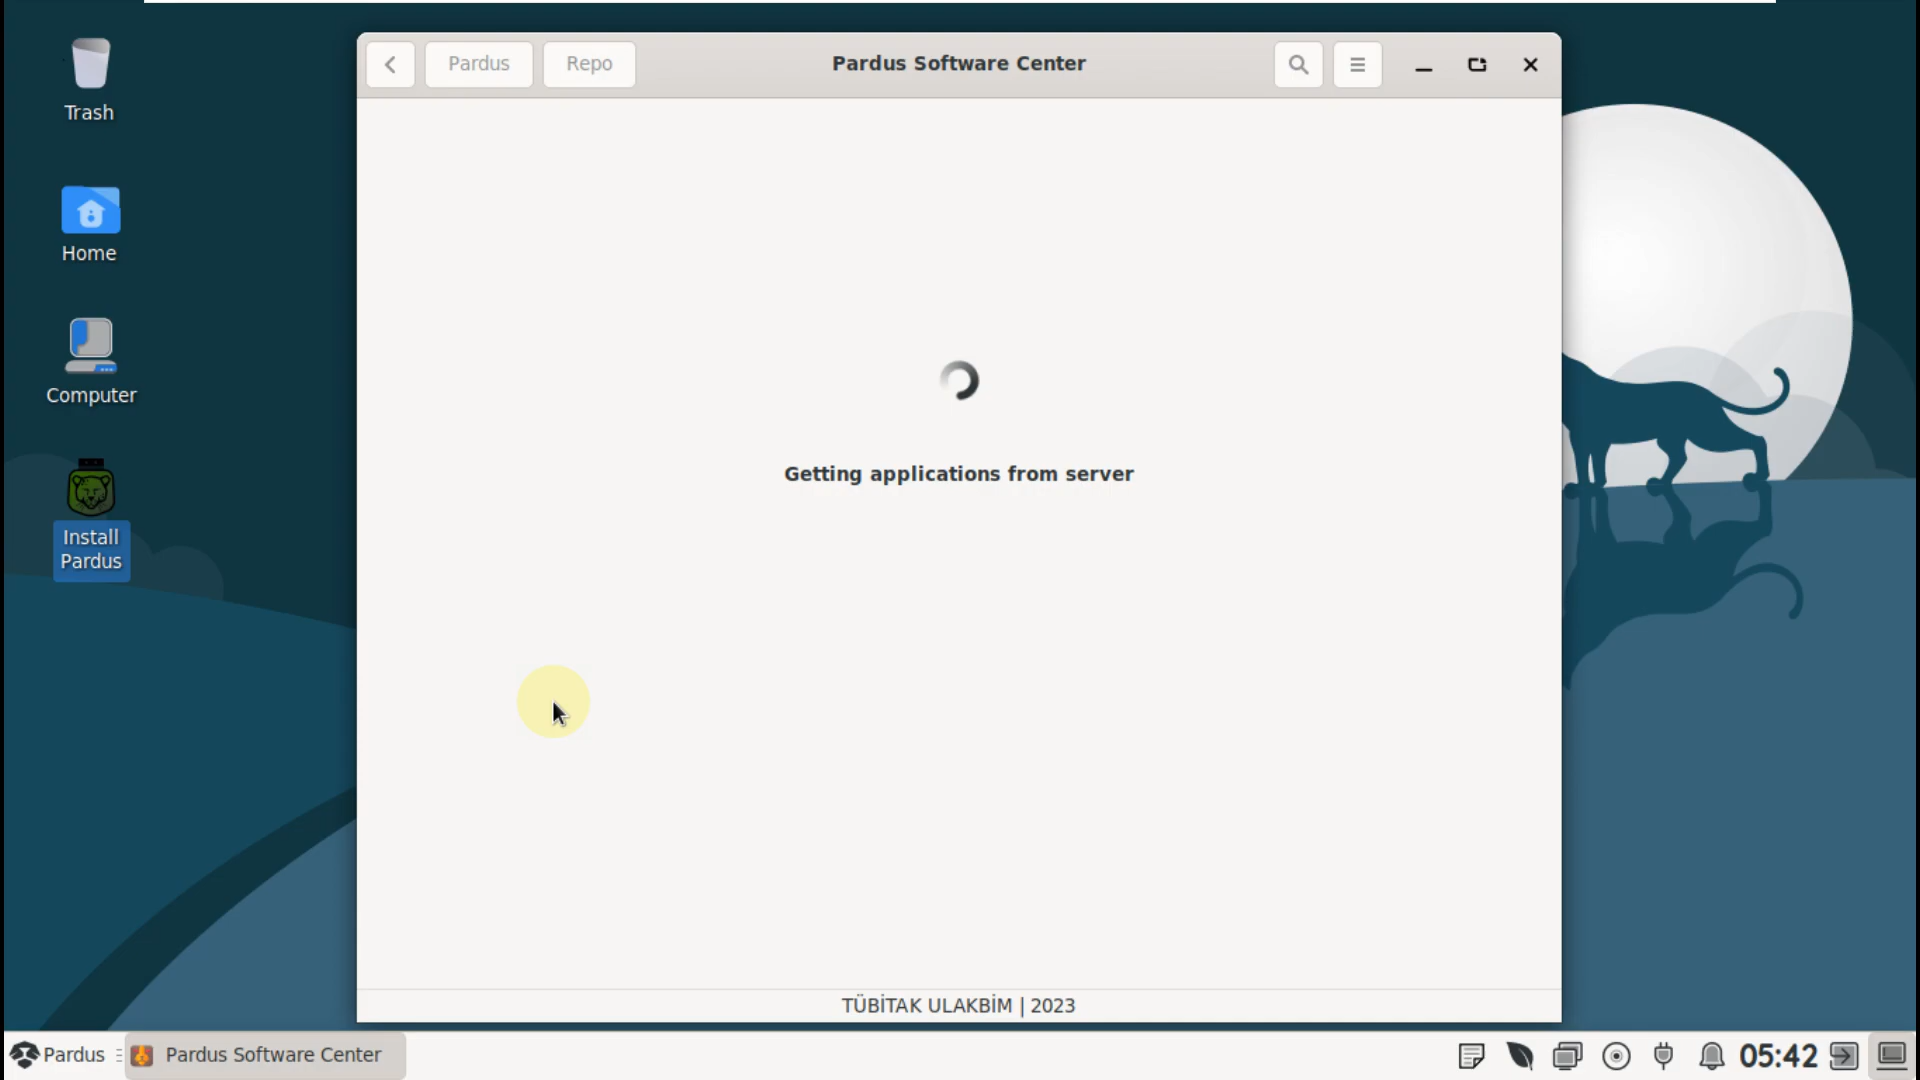 Pardus
Repo
Pardus Software Center
Trash
Home
Computer
Install
Pardus
Getting applications from server
TÜBİTAK ULAKBİM | 2023
Pardus
Pardus Software Center
05:42